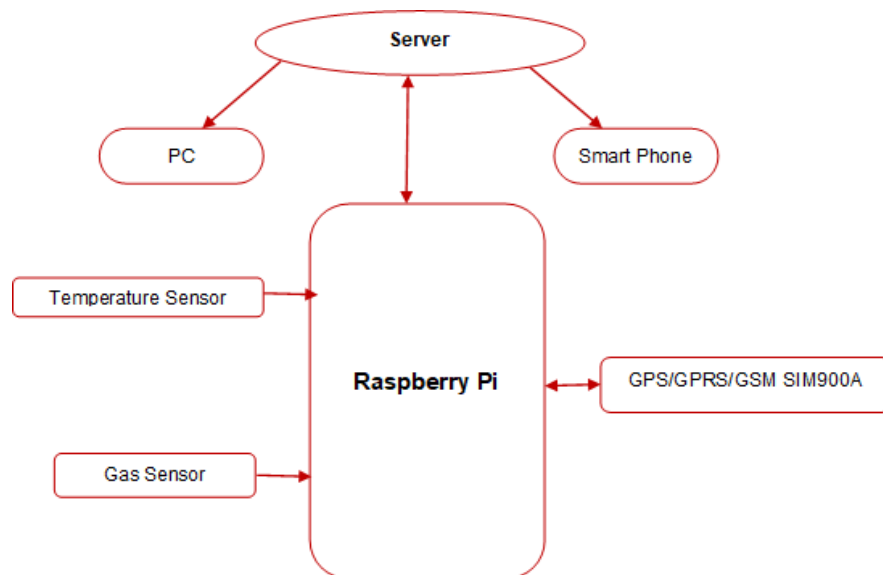 Server
PC
Smart Phone
Temperature Sensor
Raspberry Pi
GPS/GPRS/GSM SIM900A
Gas Sensor